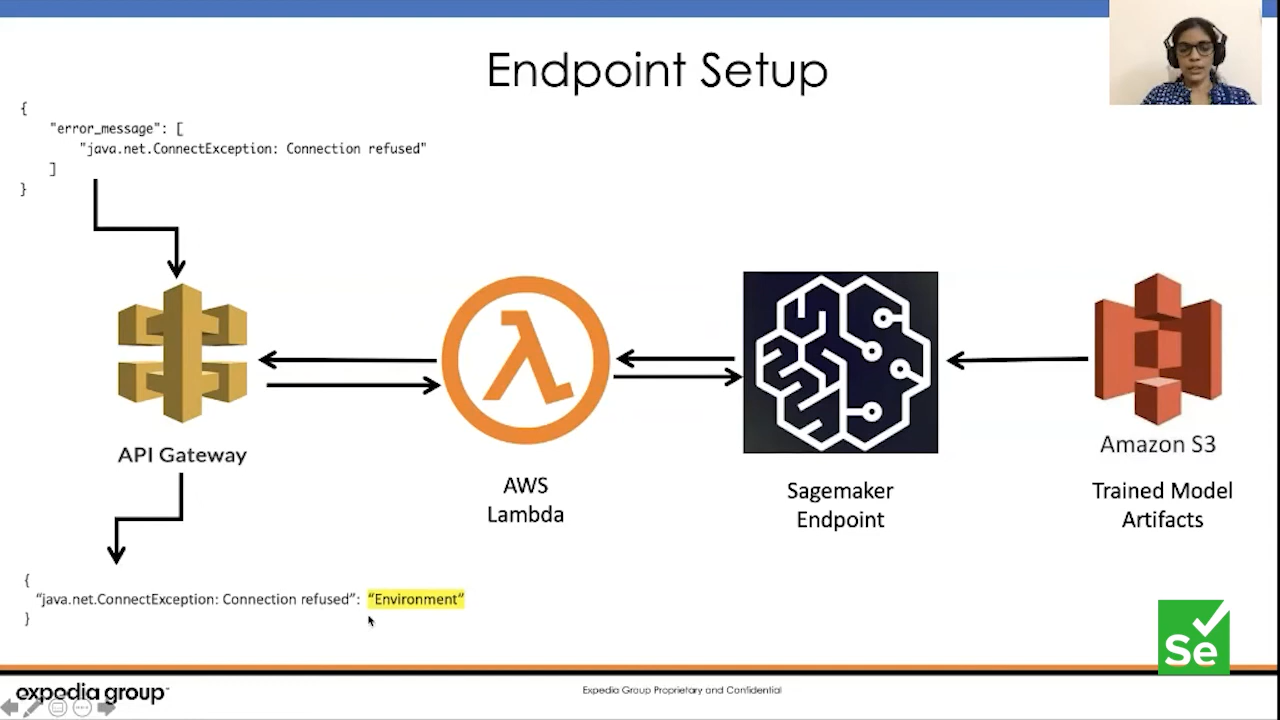 Endpoint Setup
{
"error_message": [
"java.net.ConnectException: Connection refused"
]
}
API Gateway
AWS
Lambda
Sagemaker
Endpoint
Amazon S3
Trained Model
Artifacts
{
“java.net.ConnectException: Connection refused”: “Environment”
}
Se
expedia group™
Expedia Group Proprietary and Confidential